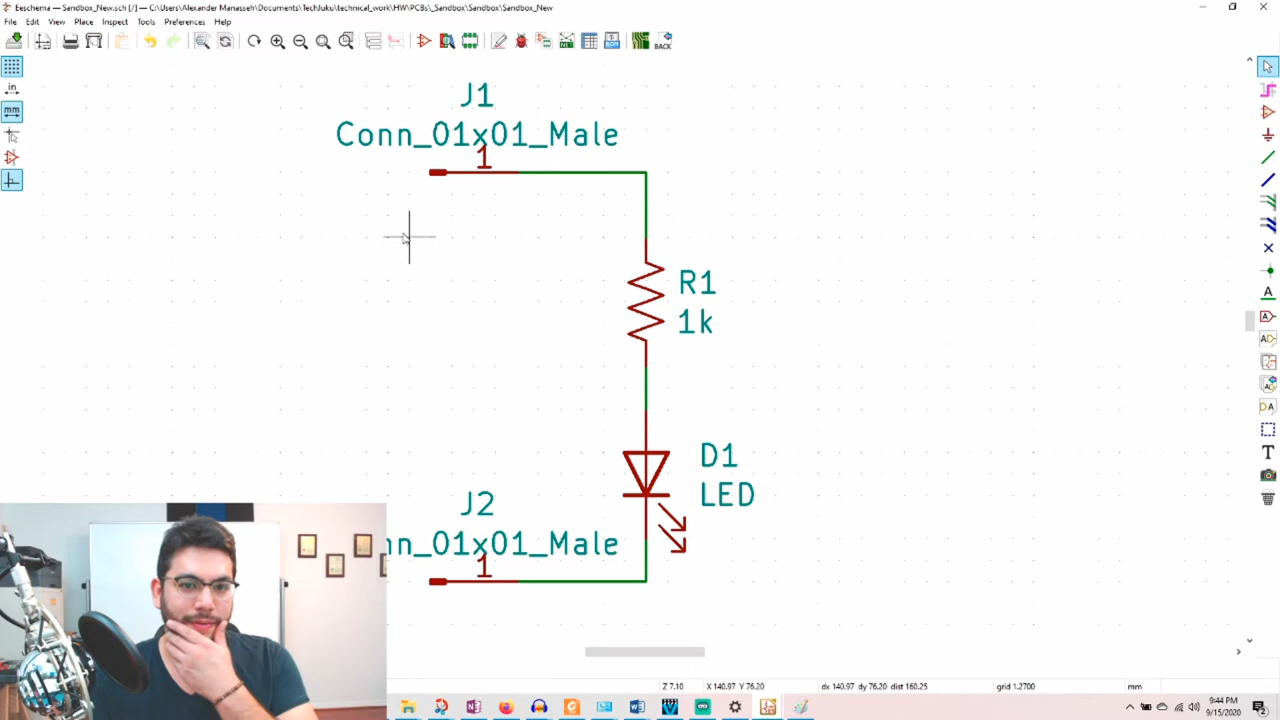 Eeschema — Sandbox_New.sch [/] — C:\Users\Alexander Manasseh\Documents\TechJuku\technical_work\HW\PCBs\_Sandbox\Sandbox\Sandbox_New
File Edit View Place Inspect Tools Preferences Help
BACK
in
mm
J1
Conn_01x01_Male
1
R1
1k
D1
LED
J2
nn_01x01_Male
1
Z 7.10 X 140.97 Y 76.20 dx 140.97 dy 76.20 dist 160.25 grid 1.2700 mm
9:44 PM
9/15/2020